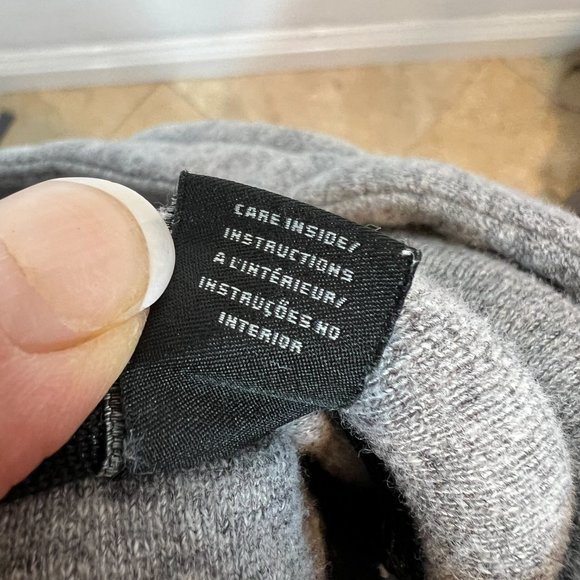 CARE INSIDE/
INSTRUCTIONS
A L'INTÉRIEUR/
INSTRUÇÕES NO
INTERIOR